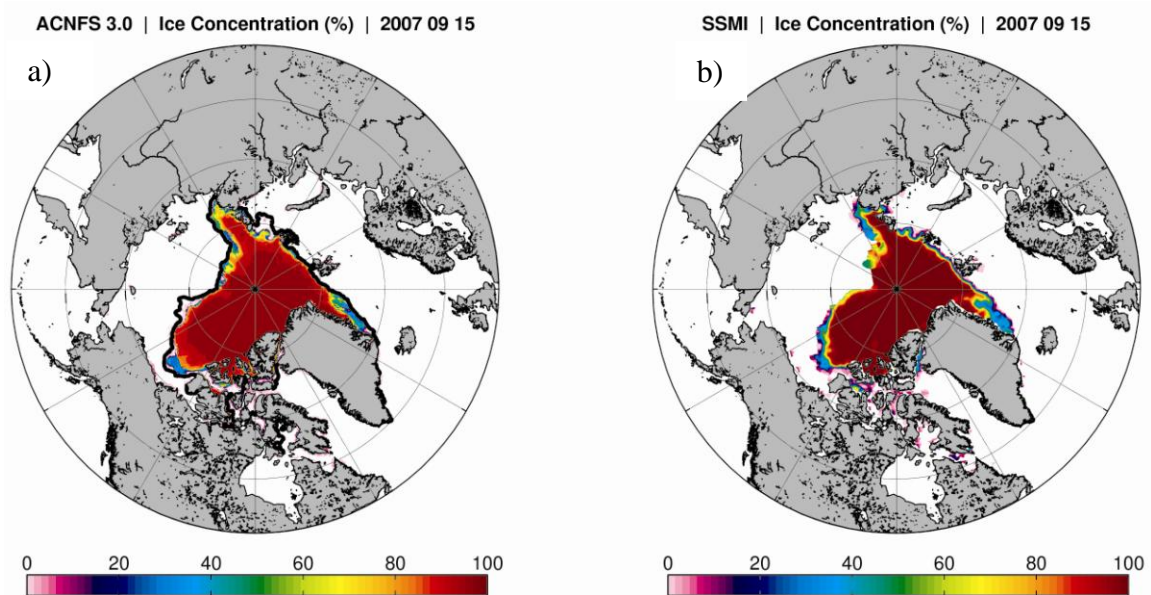 ACNFS 3.0 | Ice Concentration (%) | 2007 09 15
SSMI | Ice Concentration (%) | 2007 09 15
a)
b)
0 20 40 60 80 100
0 20 40 60 80 100